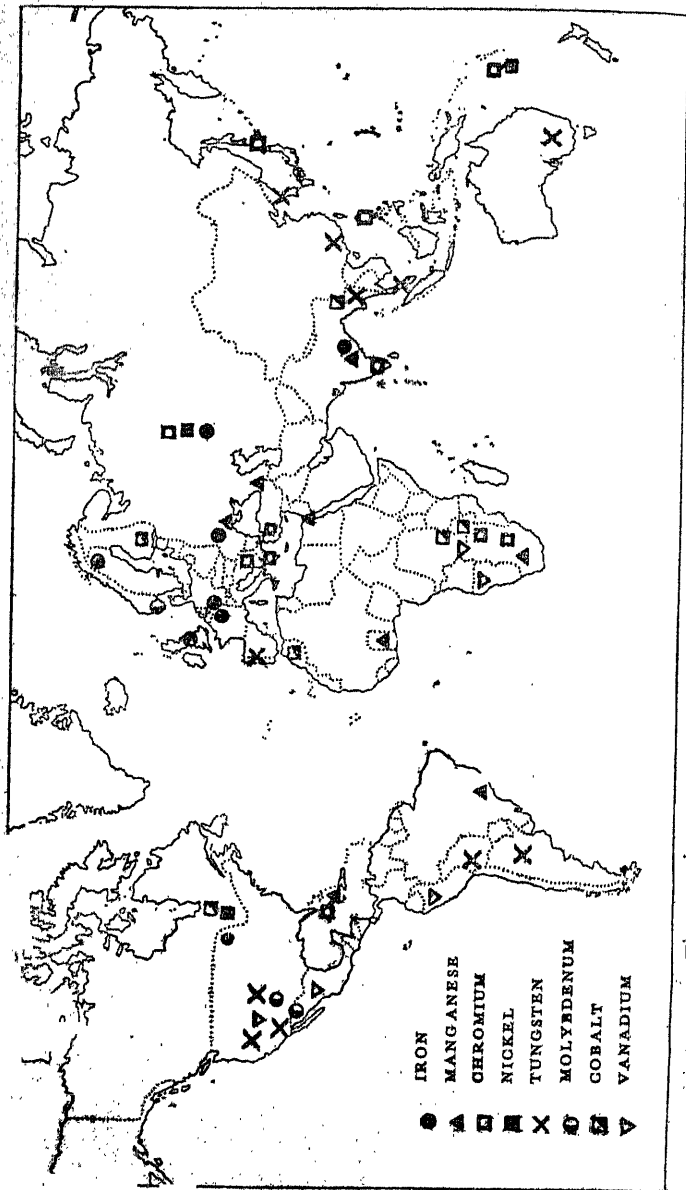 IRON
MANGANESE
CHROMIUM
NICKEL
TUNGSTEN
MOLYBDENUM
COBALT
VANADIUM